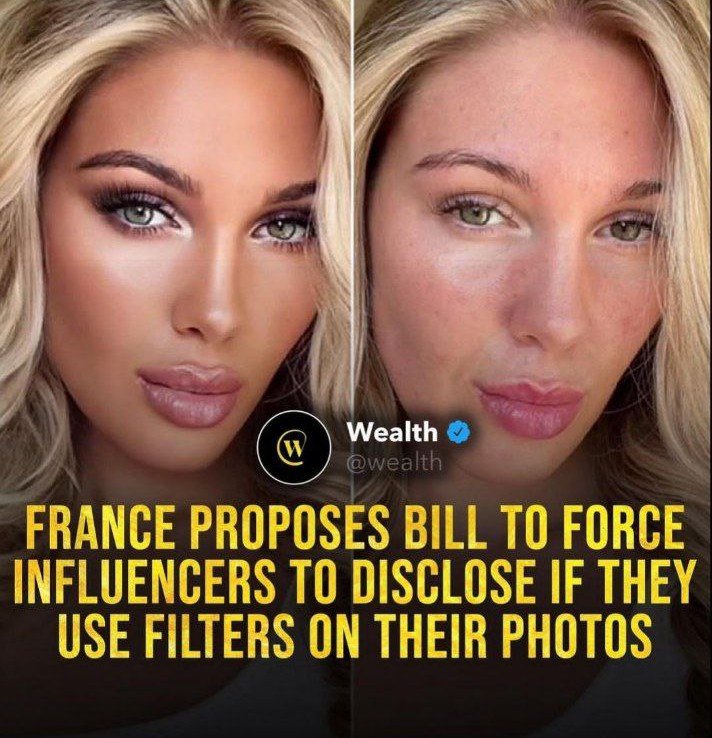 W
Wealth
@wealth
FRANCE PROPOSES BILL TO FORCE
INFLUENCERS TO DISCLOSE IF THEY
USE FILTERS ON THEIR PHOTOS